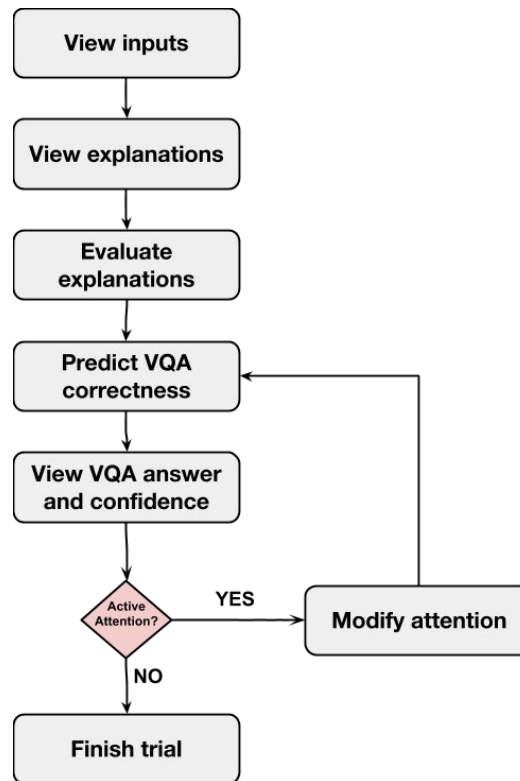 View inputs
View explanations
Evaluate
explanations
Predict VQA
correctness
View VQA answer
and confidence
Active
Attention?
YES
Modify attention
NO
Finish trial